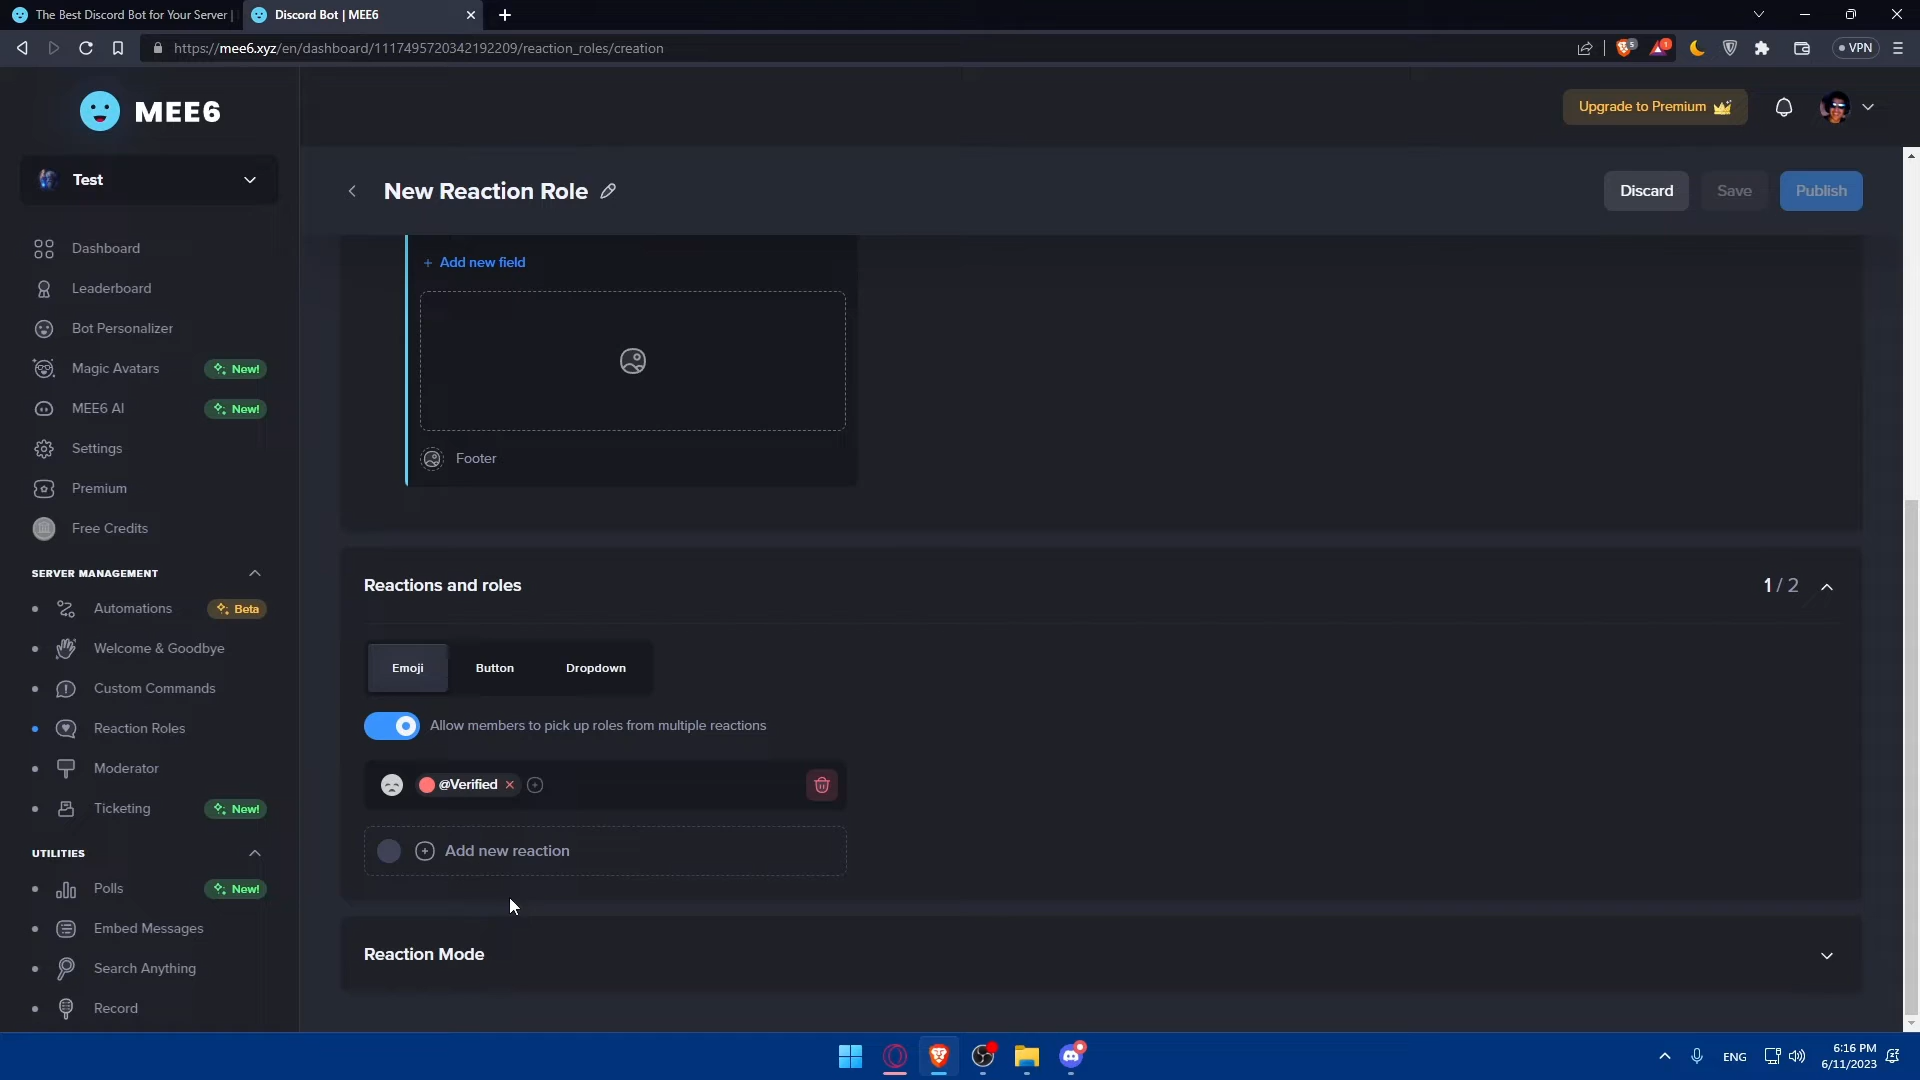 The Best Discord Bot for Your Server |
Discord Bot | MEE6
https://mee6.xyz/en/dashboard/1117495720342192209/reaction_roles/creation
5
1
VPN
MEE6
Upgrade to Premium
Test
New Reaction Role
Discard
Save
Publish
Dashboard
Leaderboard
Bot Personalizer
Magic Avatars
New!
MEE6 AI
New!
Settings
Premium
Free Credits
SERVER MANAGEMENT
Automations
Beta
Welcome & Goodbye
Custom Commands
Reaction Roles
Moderator
Ticketing
New!
UTILITIES
Polls
New!
Embed Messages
Search Anything
Record
+ Add new field
Footer
Reactions and roles
1 / 2
Emoji
Button
Dropdown
Allow members to pick up roles from multiple reactions
@Verified
Add new reaction
Reaction Mode
ENG
6:16 PM
6/11/2023